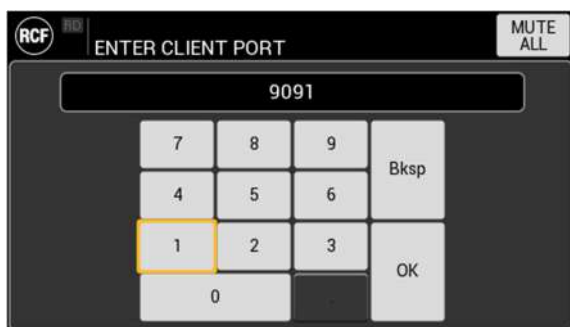 RCF
RD
ENTER CLIENT PORT
MUTE
ALL
9091
7 8 9
Bksp
4 5 6
1 2 3
OK
0 .